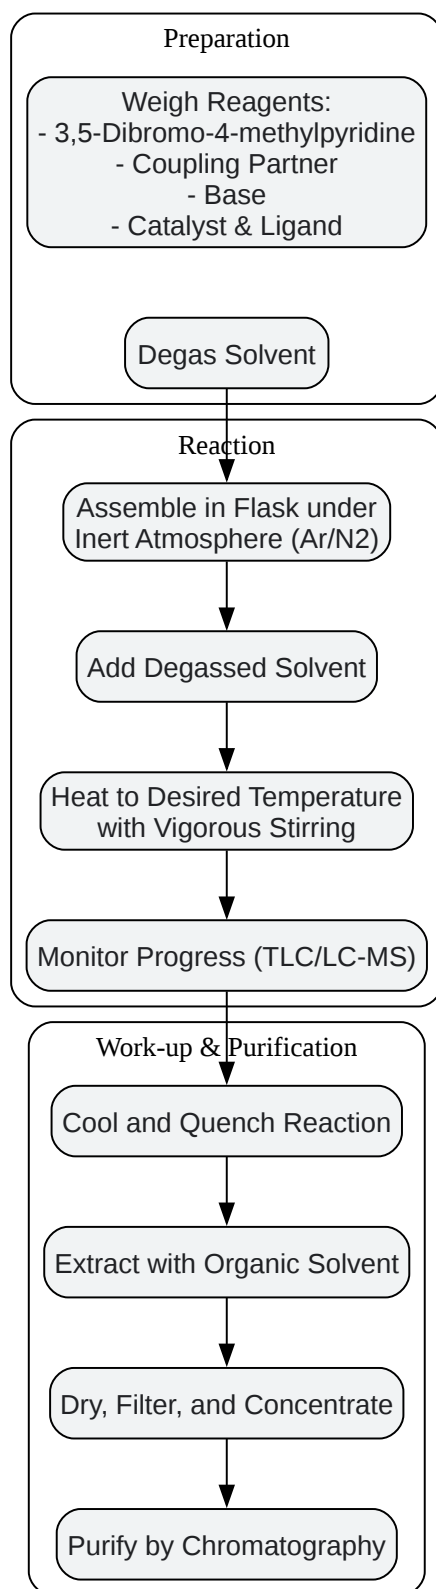 Preparation
Weigh Reagents:
- 3,5-Dibromo-4-methylpyridine
- Coupling Partner
- Base
- Catalyst & Ligand
Degas Solvent
Reaction
Assemble in Flask under
Inert Atmosphere (Ar/N2)
Add Degassed Solvent
Heat to Desired Temperature
with Vigorous Stirring
Monitor Progress (TLC/LC-MS)
Work-up & Purification
Cool and Quench Reaction
Extract with Organic Solvent
Dry, Filter, and Concentrate
Purify by Chromatography